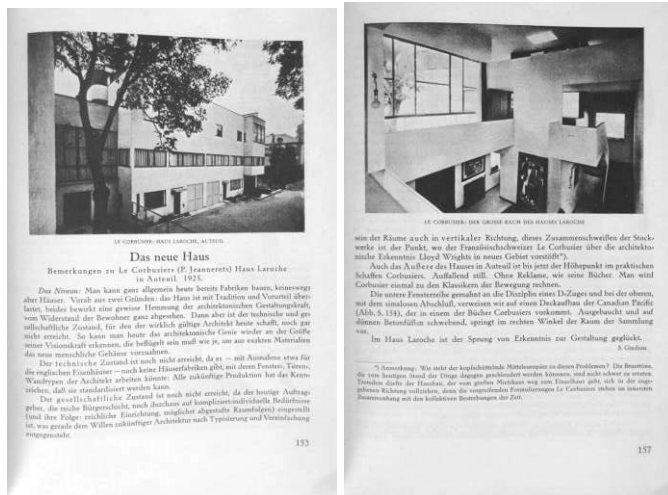 LE CORBUSIER: HAUS LAROCHE, AUTEUIL
Das neue Haus
Bemerkungen zu Le Corbusiers (P. Jeannerets) Haus Laroche
in Auteuil 1925.
Das Niveau: Man kann ganz allgemein heute bereits Fabriken bauen, keineswegs
aber Häuser. Vorab aus zwei Gründen: das Haus ist mit Tradition und Vorurteil über-
lastet, beides bewirkt eine gewisse Hemmung der architektonischen Gestaltungskraft,
vom Widerstand der Bewohner ganz abgesehen. Dann aber ist der technische und ge-
sellschaftliche Zustand, für den der wirklich gültige Architekt heute schafft, noch gar
nicht erreicht. So kann man heute das architektonische Genie wieder an der Größe
seiner Visionskraft erkennen, die beflügelt sein muß wie je, um aus exakten Materialien
das neue menschliche Gehäuse vorzuahnen.
Der technische Zustand ist noch nicht erreicht, da es — mit Ausnahme etwa für
die englischen Eisenhäuser — noch keine Häuserfabriken gibt, mit deren Fenster-, Türen-,
Wandtypen der Architekt arbeiten könnte: Alle zukünftige Produktion hat das Kenn-
zeichen, daß sie standardisiert werden kann.
Der gesellschaftliche Zustand ist noch nicht erreicht, da der heutige Auftrag-
geber, die reiche Bürgerschicht, noch durchaus auf kompliziert-individuelle Bedürfnisse
(und ihre Folge: reichliche Einrichtung, möglichst abgestufte Raumfolgen) eingestellt
ist, was gerade dem Willen zukünftiger Architektur nach Typisierung und Vereinfachung
entgegensteht.
153
LE CORBUSIER: DER GROSSE RAUM DES HAUSES LAROCHE
sein der Räume auch in vertikaler Richtung, dieses Zusammenschweißen der Stock-
werke ist der Punkt, wo der Französischschweizer Le Corbusier über die architekto-
nische Erkenntnis Lloyd Wrights in neues Gebiet vorstößt*).
Auch das Äußere des Hauses in Auteuil ist bis jetzt der Höhepunkt im praktischen
Schaffen Corbusiers. Auffallend still. Ohne Reklame, wie seine Bücher. Man wird
Corbusier einmal zu den Klassikern der Bewegung rechnen.
Die untere Fensterreihe gemahnt an die Disziplin eines D-Zuges und bei der oberen,
mit dem simslosen Abschluß, verweisen wir auf einen Deckaufbau der Canadian Pacific
(Abb. S. 154), der in einem der Bücher Corbusiers vorkommt. Ausgebaucht und auf
dünnen Betonfüßen schwebend, springt im rechten Winkel der Raum der Sammlung
vor.
Im Haus Laroche ist der Sprung von Erkenntnis zur Gestaltung geglückt.
S. Giedion.
*) Anmerkung: Wie steht der
zu diesen Problemen? Die Bauten,
die vom heutigen Stand der Dinge dagegen geschleudert werden können, sind nicht schwer zu
Trotzdem dürfte der Hausbau, der vom großen Miethaus weg zum Einzelhaus geht, sich in der
Richtung vollziehen, denn die vorgreifenden Formulierungen Le Corbusiers stehen im innersten
Zusammenhang mit den kollektiven Bestrebungen der Zeit.
157